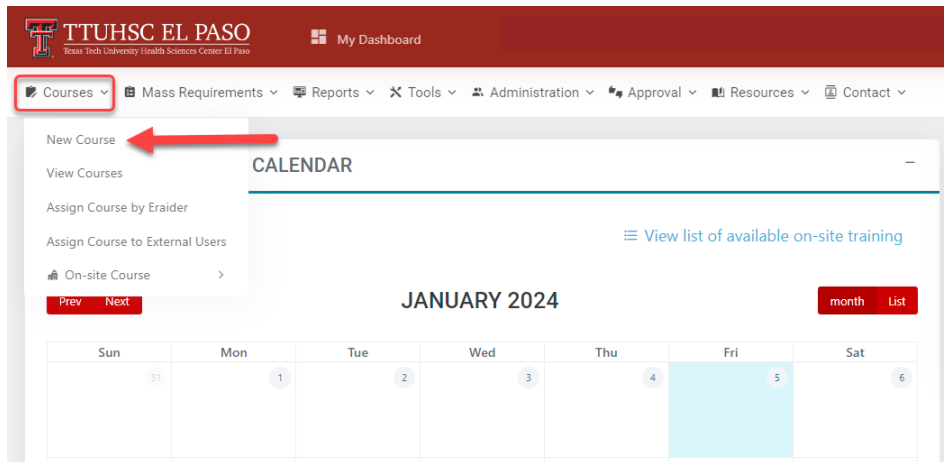 TTUHSC EL PASO
Texas Tech University Health Sciences Center El Paso
My Dashboard
Courses Mass Requirements Reports Tools Administration Approval Resources Contact
New Course
View Courses
Assign Course by Eraider
Assign Course to External Users
On-site Course
CALENDAR
View list of available on-site training
Prev Next
JANUARY 2024
month List
Sun Mon Tue Wed Thu Fri Sat
31 1 2 3 4 5 6